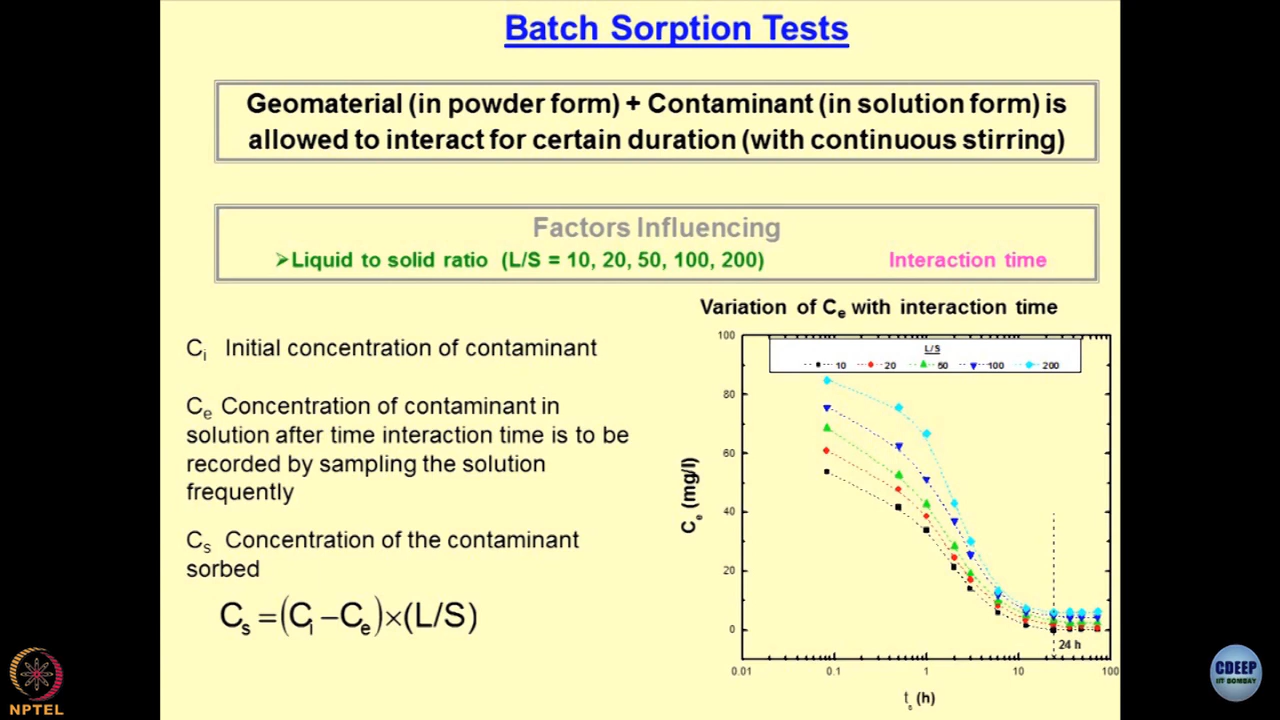 Batch Sorption Tests
Geomaterial (in powder form) + Contaminant (in solution form) is
allowed to interact for certain duration (with continuous stirring)
Factors Influencing
➢Liquid to solid ratio (L/S = 10, 20, 50, 100, 200) Interaction time
Ci Initial concentration of contaminant
Ce Concentration of contaminant in
solution after time interaction time is to be
recorded by sampling the solution
frequently
Cs Concentration of the contaminant
sorbed
Cs =(Ci −Ce)×(L/S)
Variation of Ce with interaction time
L/S
10 20 50 100 200
100
80
60
40
20
0
Ce (mg/l)
24 h
0.01 0.1 1 10 100
ts (h)
NPTEL
CDEEP
IIT BOMBAY